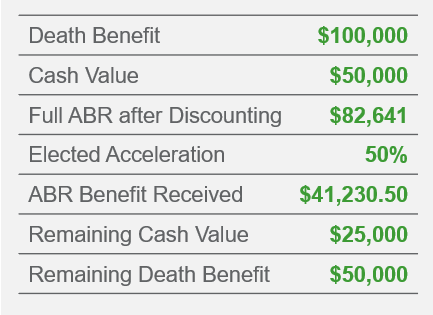 Death Benefit $100,000
Cash Value $50,000
Full ABR after Discounting $82,641
Elected Acceleration 50%
ABR Benefit Received $41,230.50
Remaining Cash Value $25,000
Remaining Death Benefit $50,000